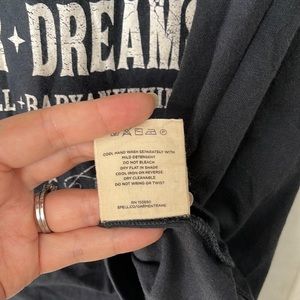 DREAMS
COOL HAND WASH SEPARATELY WITH
MILD DETERGENT
DO NOT BLEACH
DRY FLAT IN SHADE
COOL IRON ON REVERSE
DRY CLEANABLE
DO NOT WRING OR TWIST